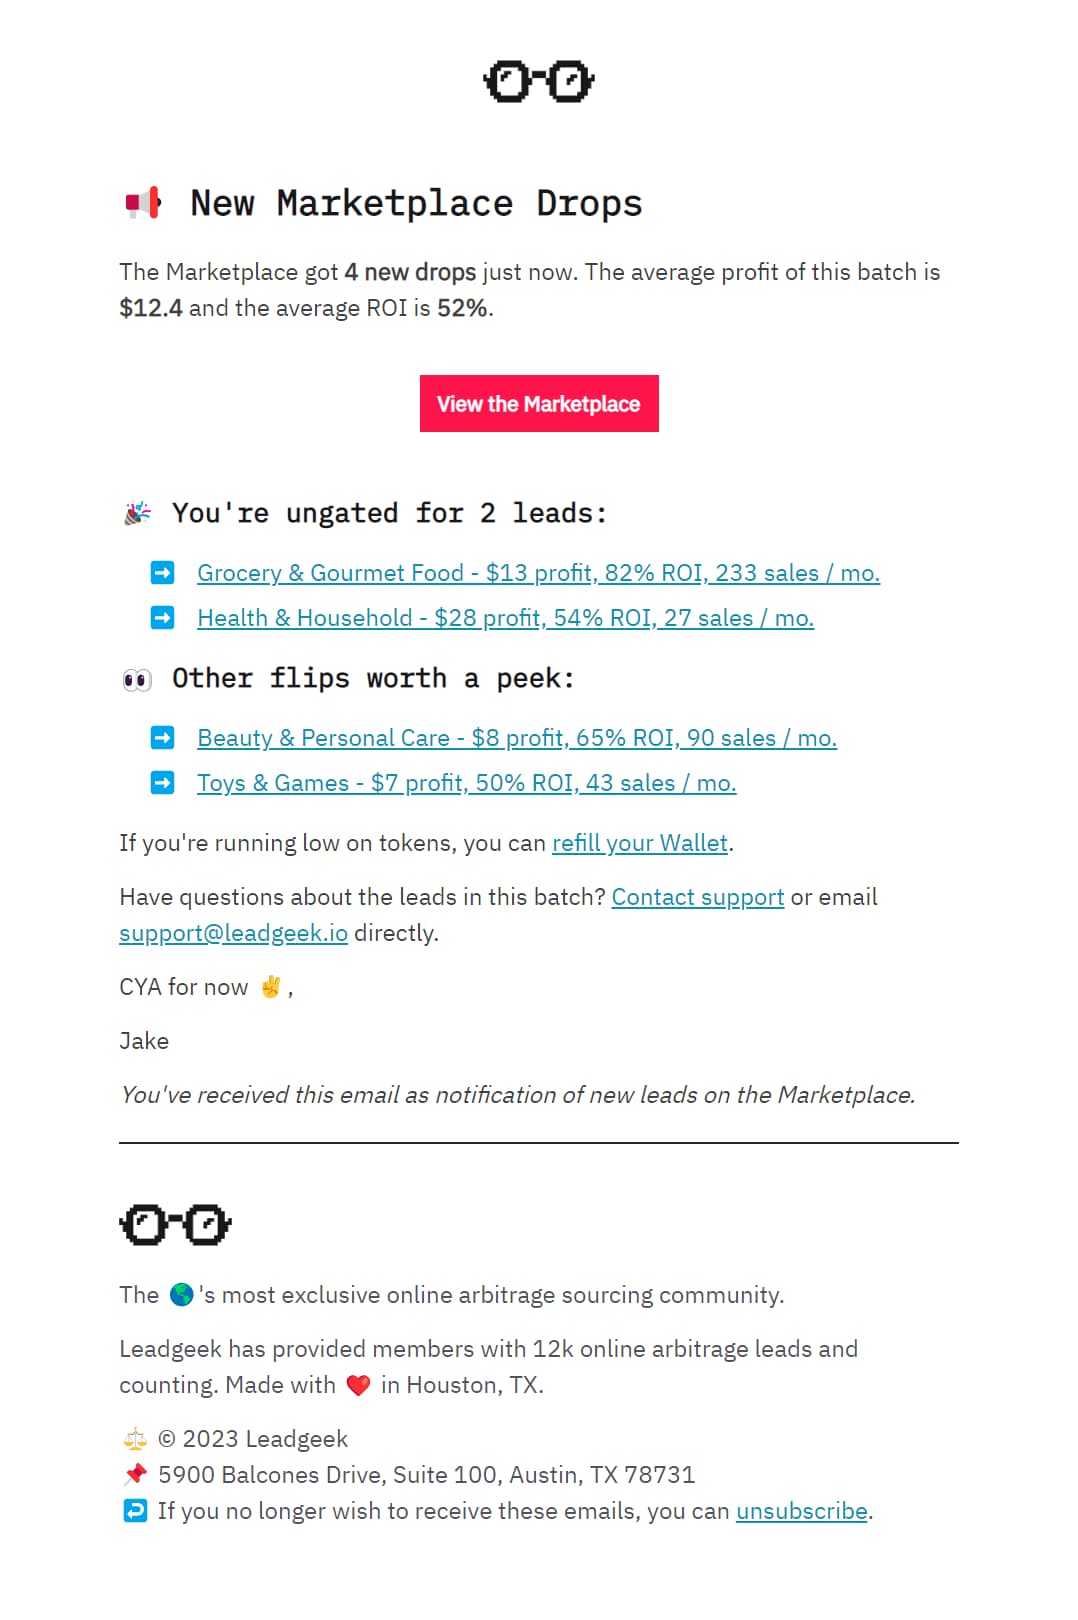 📢 New Marketplace Drops
The Marketplace got 4 new drops just now. The average profit of this batch is
$12.4 and the average ROI is 52%.
View the Marketplace
🎉 You're ungated for 2 leads:
➡️ Grocery & Gourmet Food - $13 profit, 82% ROI, 233 sales / mo.
➡️ Health & Household - $28 profit, 54% ROI, 27 sales / mo.
👀 Other flips worth a peek:
➡️ Beauty & Personal Care - $8 profit, 65% ROI, 90 sales / mo.
➡️ Toys & Games - $7 profit, 50% ROI, 43 sales / mo.
If you're running low on tokens, you can refill your Wallet.
Have questions about the leads in this batch? Contact support or email
support@leadgeek.io directly.
CYA for now ✌️,
Jake
You've received this email as notification of new leads on the Marketplace.
The 🌎's most exclusive online arbitrage sourcing community.
Leadgeek has provided members with 12k online arbitrage leads and
counting. Made with ❤️ in Houston, TX.
⚖️ © 2023 Leadgeek
📌 5900 Balcones Drive, Suite 100, Austin, TX 78731
↩️ If you no longer wish to receive these emails, you can unsubscribe.